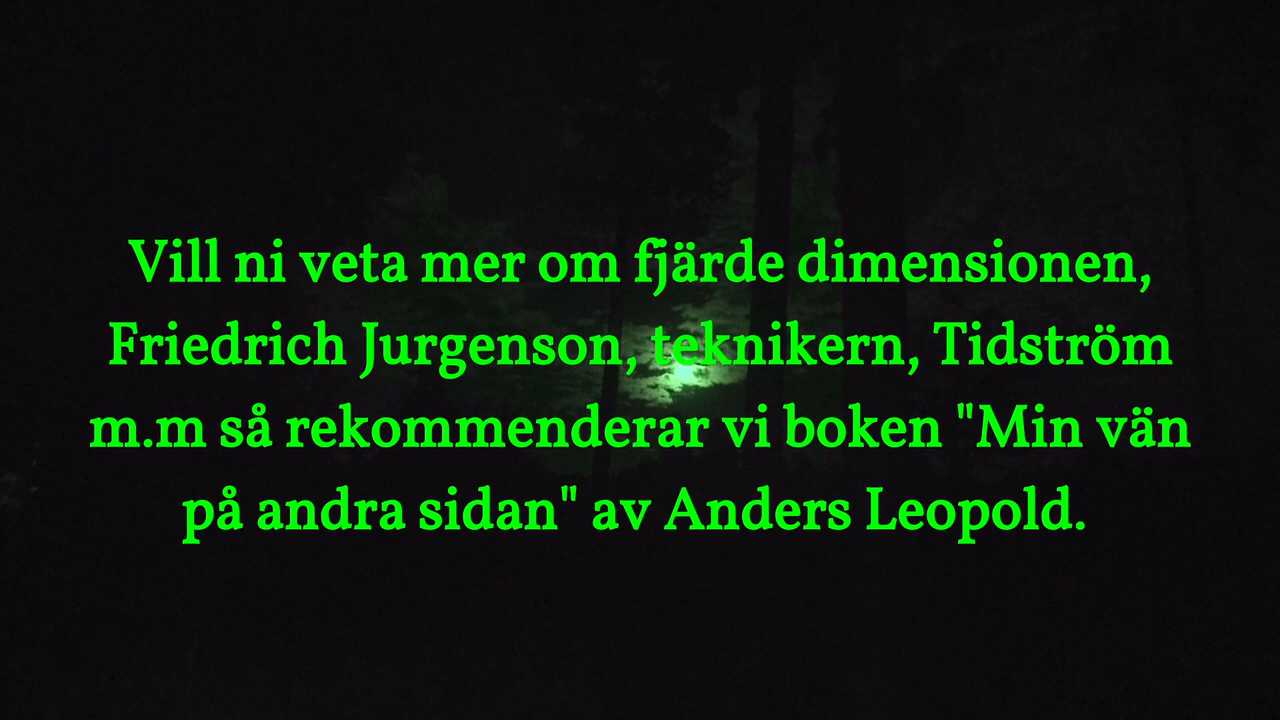 Vill ni veta mer om fjärde dimensionen,
Friedrich Jurgenson, teknikern, Tidström
m.m så rekommenderar vi boken "Min vän
på andra sidan" av Anders Leopold.